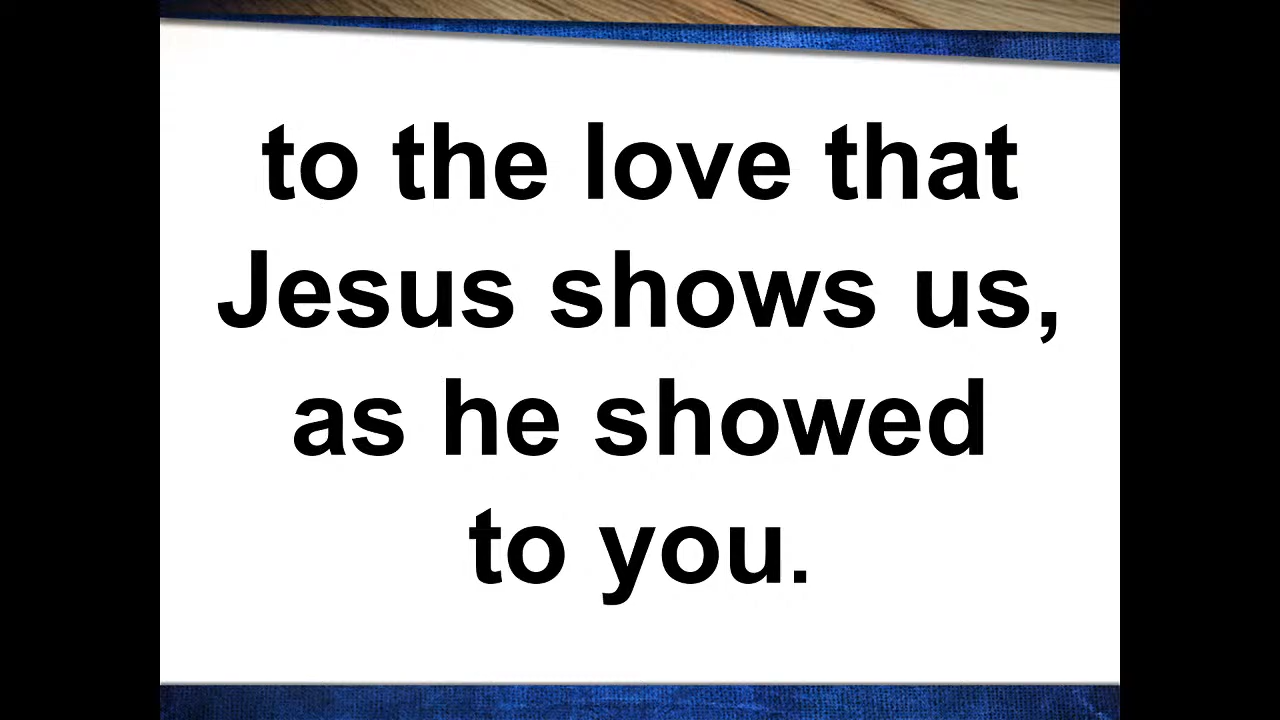 to the love that
Jesus shows us,
as he showed
to you.